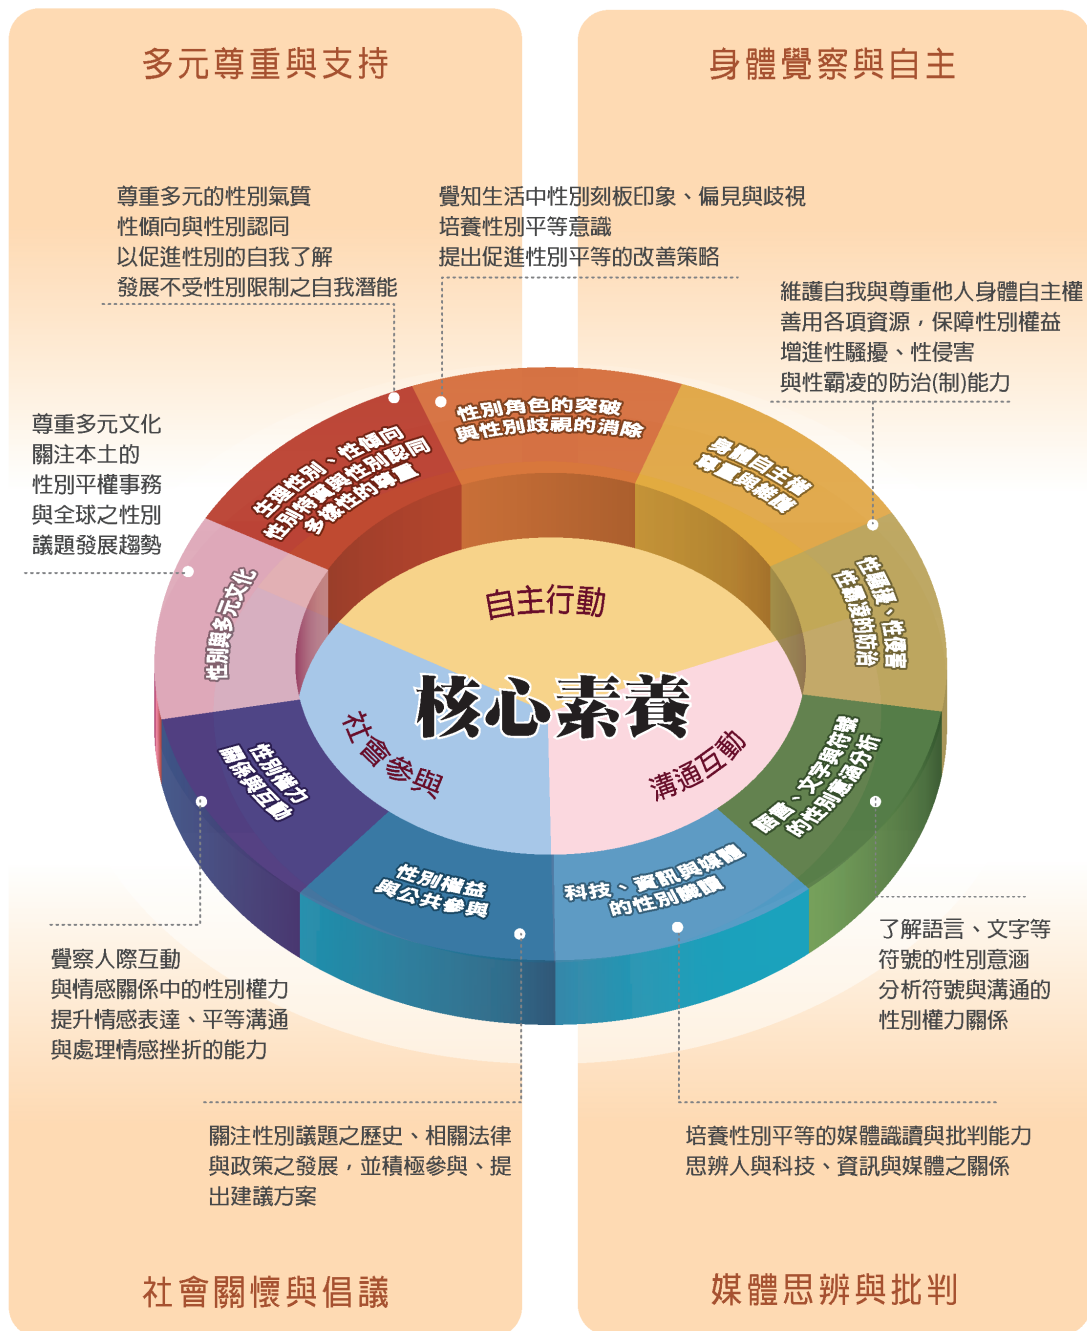 多元尊重與支持
身體覺察與自主
尊重多元的性別氣質
性傾向與性別認同
以促進性別的自我了解
發展不受性別限制之自我潛能
覺知生活中性別刻板印象、偏見與歧視
培養性別平等意識
提出促進性別平等的改善策略
維護自我與尊重他人身體自主權
善用各項資源，保障性別權益
增進性騷擾、性侵害
與性霸凌的防治(制)能力
尊重多元文化
關注本土的
性別平權事務
與全球之性別
議題發展趨勢
生理性別、性傾向
性別特質與性別認同
多樣性的尊重
性別角色的突破
與性別歧視的消除
身體自主權
尊重與維護
性騷擾、性侵害
性霸凌的防治
性別與多元文化
自主行動
核心素養
社會參與
溝通互動
性別權力
關係與互動
語言、文字與符號
的性別意涵分析
性別權益
與公共參與
科技、資訊與媒體
的性別識讀
覺察人際互動
與情感關係中的性別權力
提升情感表達、平等溝通
與處理情感挫折的能力
了解語言、文字等
符號的性別意涵
分析符號與溝通的
性別權力關係
關注性別議題之歷史、相關法律
與政策之發展，並積極參與、提
出建議方案
培養性別平等的媒體識讀與批判能力
思辨人與科技、資訊與媒體之關係
社會關懷與倡議
媒體思辨與批判